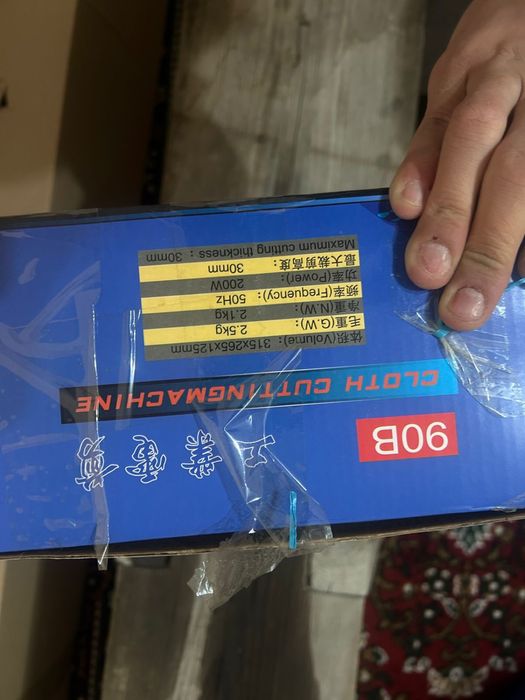 90B
CLOTH CUTTINGMACHINE
体积(Volume): 315x265x125mm
毛重(G.W): 2.5kg
净重(N.W): 2.1kg
频率(Frequency): 50Hz
功率(Power): 200W
最大裁剪高度: 30mm
Maximum cutting thickness : 30mm